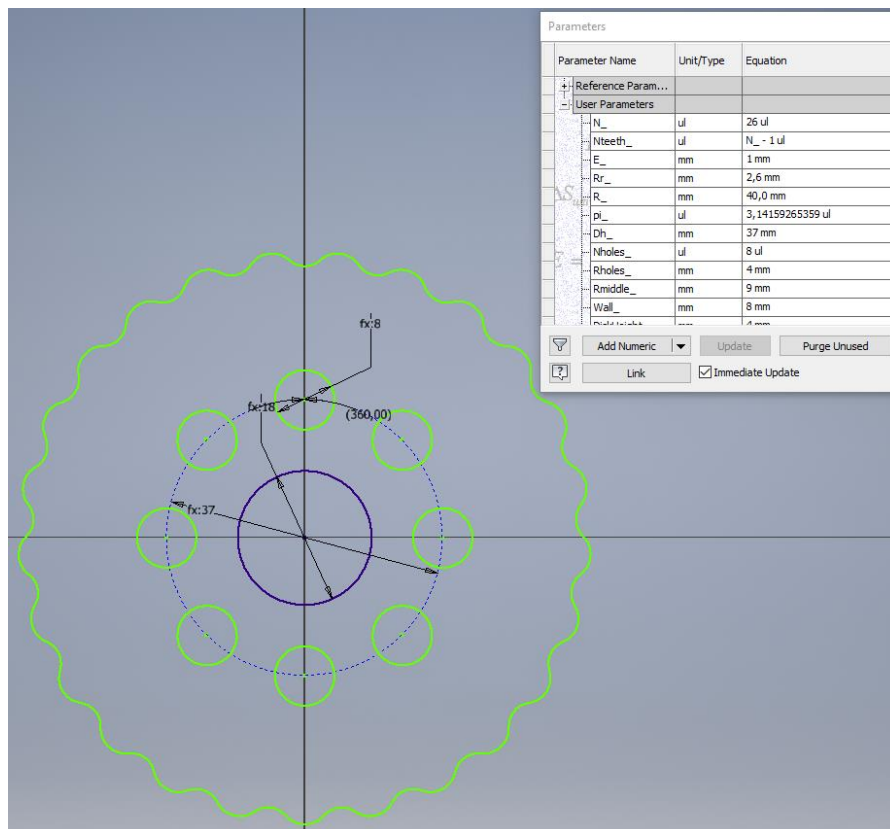 Parameters
Parameter Name Unit/Type Equation
Reference Param...
User Parameters
N_ ul 26 ul
Nteeth_ ul N_ - 1 ul
E_ mm 1 mm
Rr_ mm 2,6 mm
R_ mm 40,0 mm
pi_ ul 3,14159265359 ul
Dh_ mm 37 mm
Nholes_ ul 8 ul
Rholes_ mm 4 mm
Rmiddle_ mm 9 mm
Wall_ mm 8 mm
Add Numeric Update Purge Unused
Link Immediate Update
fx:8
fx:18
(360,00)
fx:37